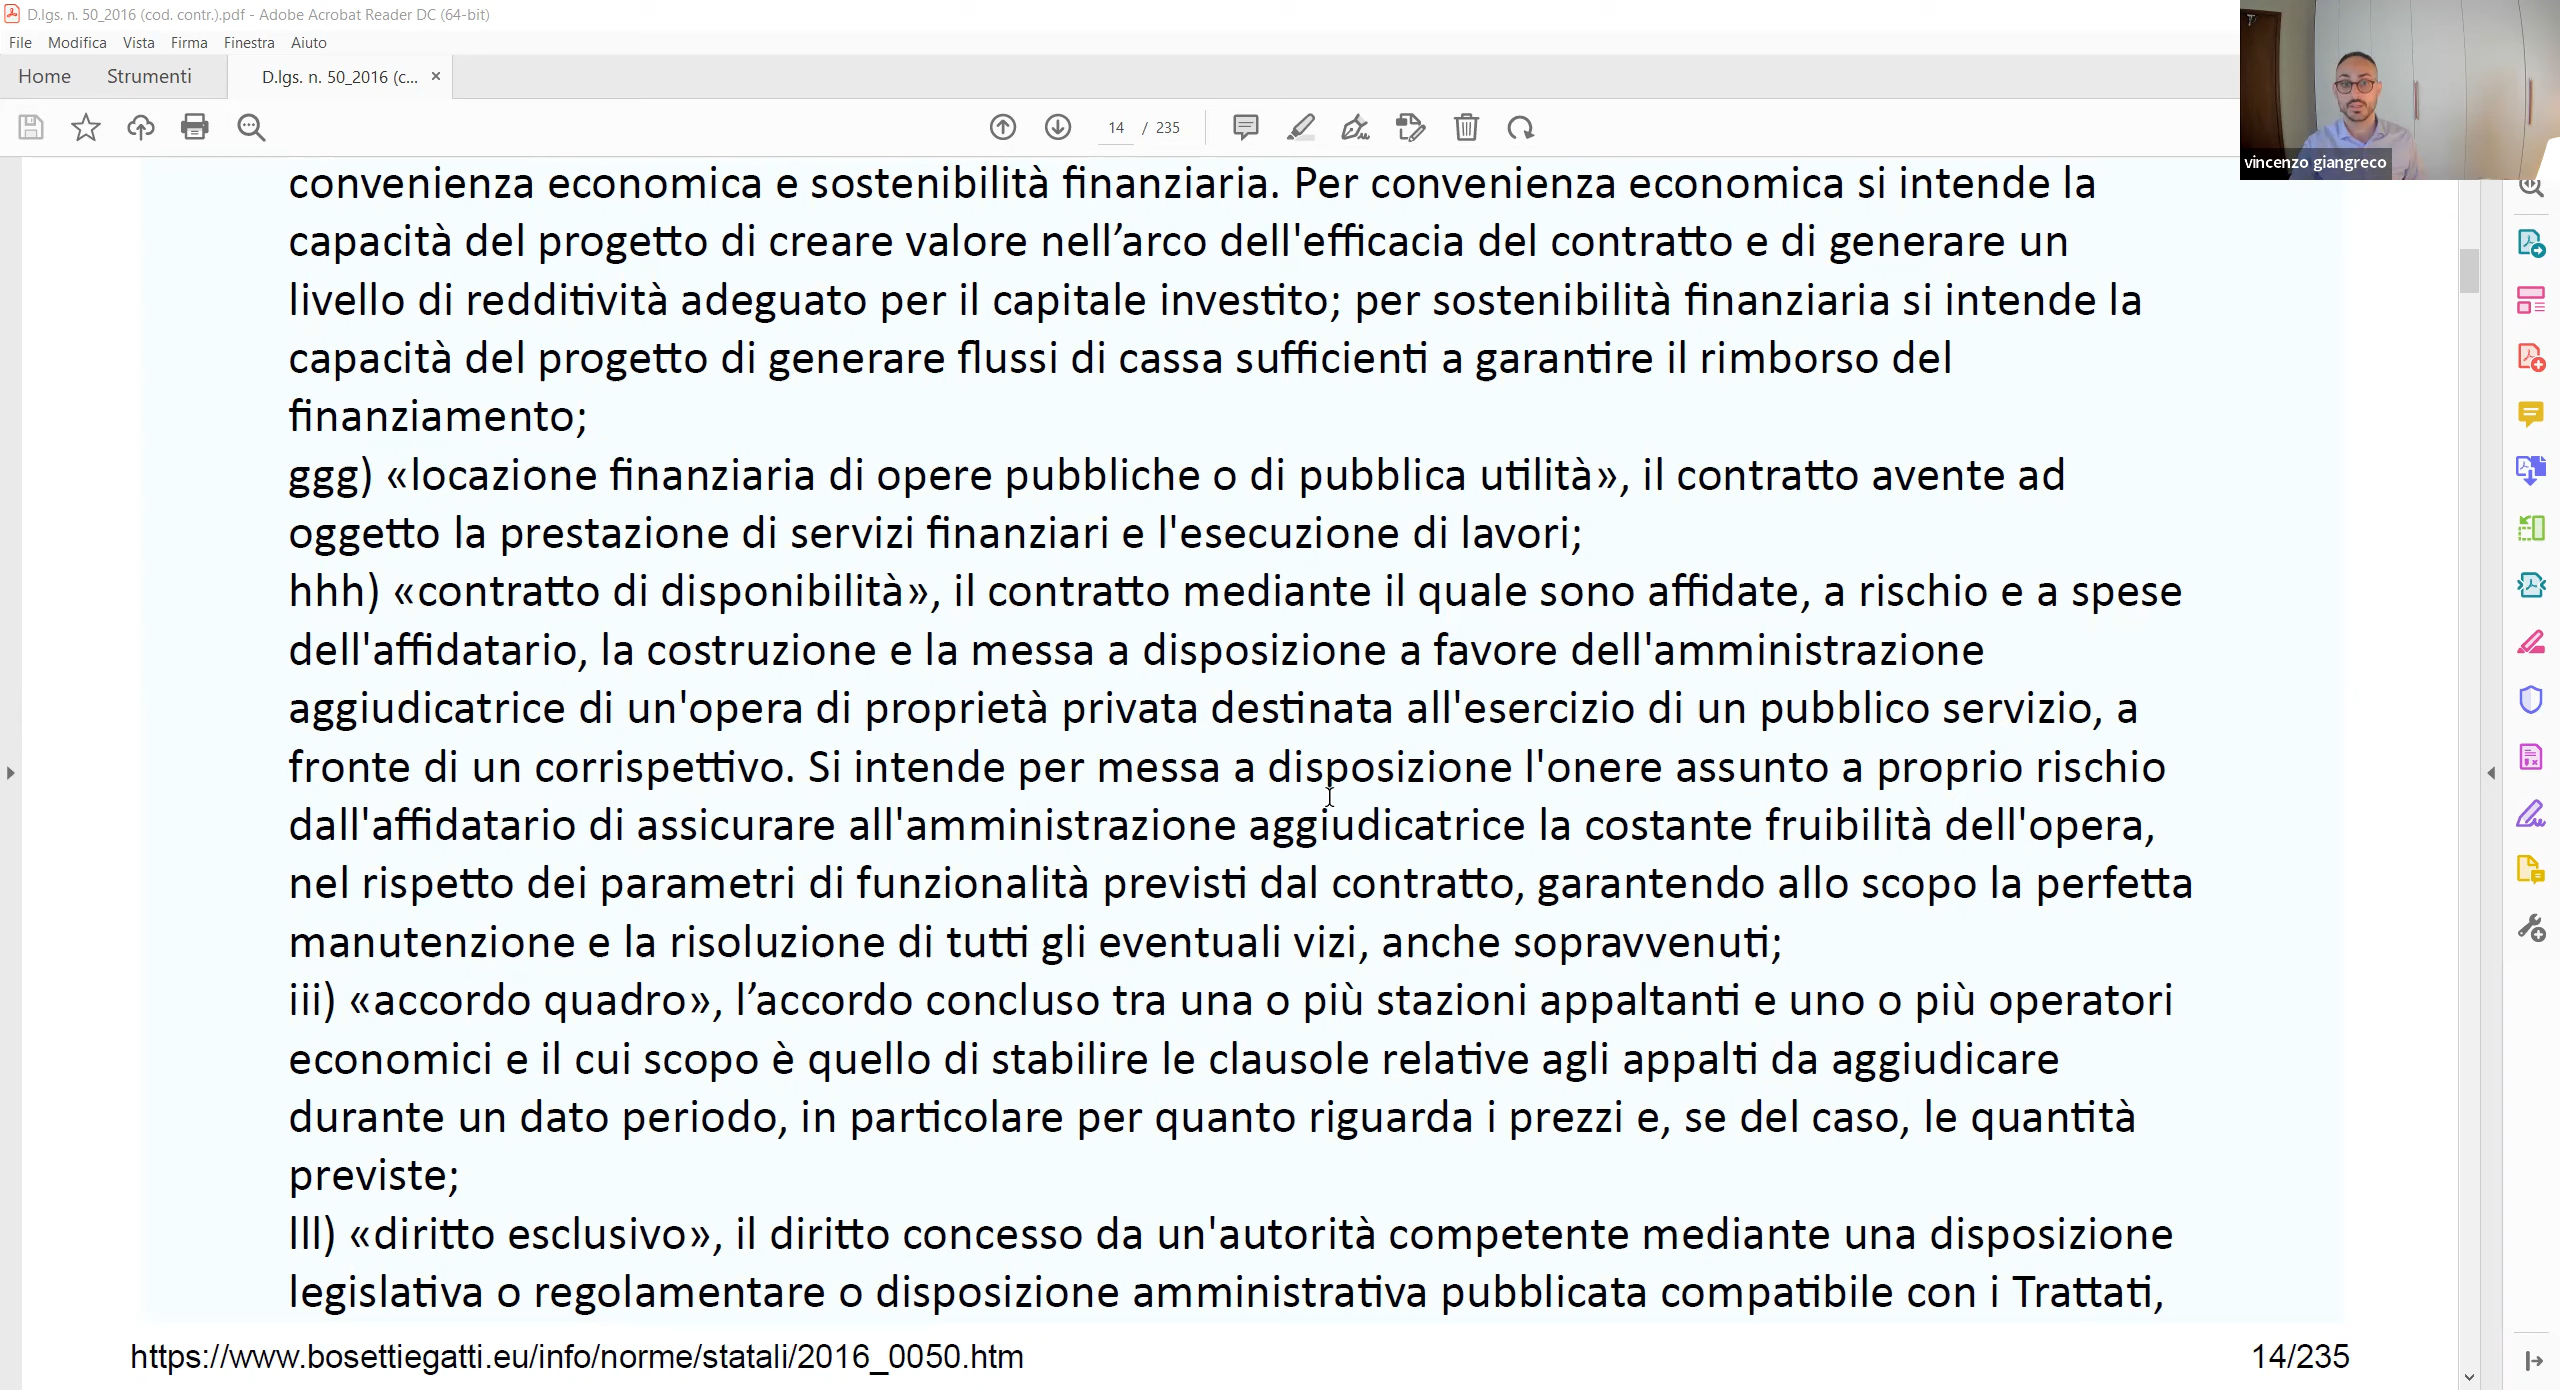 D.lgs. n. 50_2016 (cod. contr.).pdf - Adobe Acrobat Reader DC (64-bit)
File Modifica Vista Firma Finestra Aiuto
Home Strumenti D.lgs. n. 50_2016 (c... ×
14 / 235
vincenzo giangreco
convenienza economica e sostenibilità finanziaria. Per convenienza economica si intende la
capacità del progetto di creare valore nell’arco dell'efficacia del contratto e di generare un
livello di redditività adeguato per il capitale investito; per sostenibilità finanziaria si intende la
capacità del progetto di generare flussi di cassa sufficienti a garantire il rimborso del
finanziamento;
ggg) «locazione finanziaria di opere pubbliche o di pubblica utilità», il contratto avente ad
oggetto la prestazione di servizi finanziari e l'esecuzione di lavori;
hhh) «contratto di disponibilità», il contratto mediante il quale sono affidate, a rischio e a spese
dell'affidatario, la costruzione e la messa a disposizione a favore dell'amministrazione
aggiudicatrice di un'opera di proprietà privata destinata all'esercizio di un pubblico servizio, a
fronte di un corrispettivo. Si intende per messa a disposizione l'onere assunto a proprio rischio
dall'affidatario di assicurare all'amministrazione aggiudicatrice la costante fruibilità dell'opera,
nel rispetto dei parametri di funzionalità previsti dal contratto, garantendo allo scopo la perfetta
manutenzione e la risoluzione di tutti gli eventuali vizi, anche sopravvenuti;
iii) «accordo quadro», l’accordo concluso tra una o più stazioni appaltanti e uno o più operatori
economici e il cui scopo è quello di stabilire le clausole relative agli appalti da aggiudicare
durante un dato periodo, in particolare per quanto riguarda i prezzi e, se del caso, le quantità
previste;
lll) «diritto esclusivo», il diritto concesso da un'autorità competente mediante una disposizione
legislativa o regolamentare o disposizione amministrativa pubblicata compatibile con i Trattati,
https://www.bosettiegatti.eu/info/norme/statali/2016_0050.htm 14/235